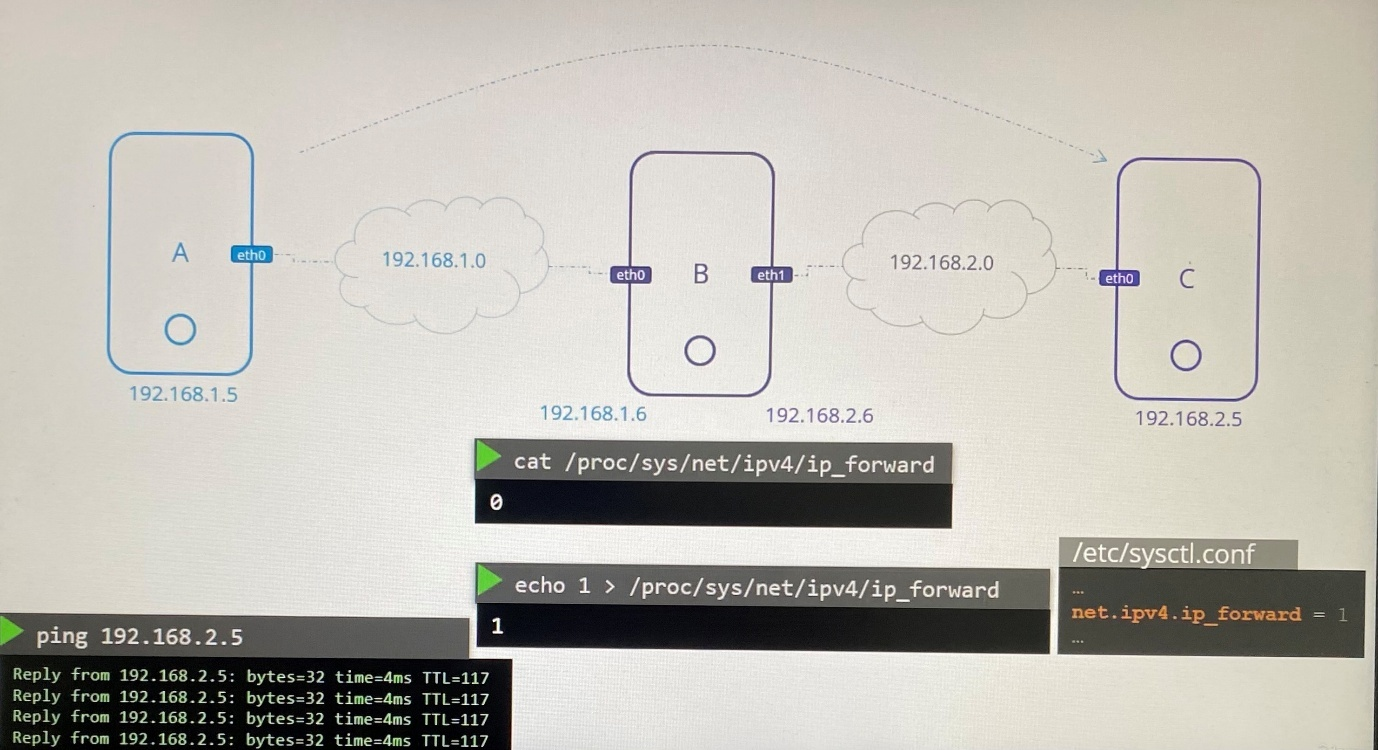 A
eth0
192.168.1.0
eth0
B
eth1
192.168.2.0
eth0
C
192.168.1.5
192.168.1.6
192.168.2.6
192.168.2.5
cat /proc/sys/net/ipv4/ip_forward
0
echo 1 > /proc/sys/net/ipv4/ip_forward
1
/etc/sysctl.conf
…
net.ipv4.ip_forward = 1
…
ping 192.168.2.5
Reply from 192.168.2.5: bytes=32 time=4ms TTL=117
Reply from 192.168.2.5: bytes=32 time=4ms TTL=117
Reply from 192.168.2.5: bytes=32 time=4ms TTL=117
Reply from 192.168.2.5: bytes=32 time=4ms TTL=117